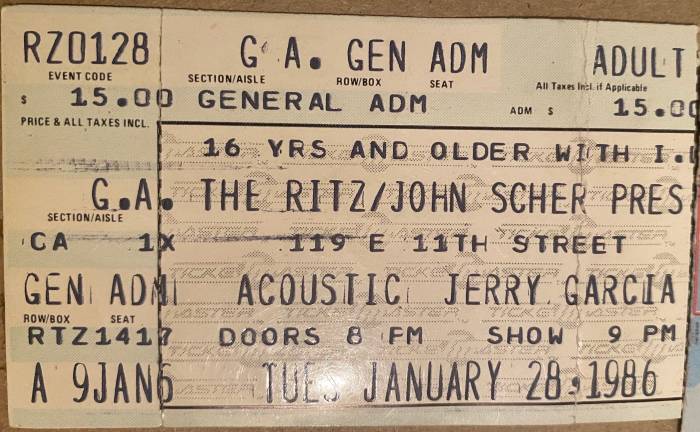 RZ0128 G.A. GEN ADM ADULT
EVENT CODE SECTION/AISLE ROW/BOX SEAT All Taxes Incl. if Applicable
$ 15.00 GENERAL ADM ADM $ 15.00
PRICE & ALL TAXES INCL.
16 YRS AND OLDER WITH I.
G.A. THE RITZ/JOHN SCHER PRES
SECTION/AISLE
CA 1X 119 E 11TH STREET
GEN ADM ACOUSTIC JERRY GARCIA
ROW/BOX SEAT
RTZ1417 DOORS 8 PM SHOW 9 PM
A 9JAN6 TUE JANUARY 28, 1986